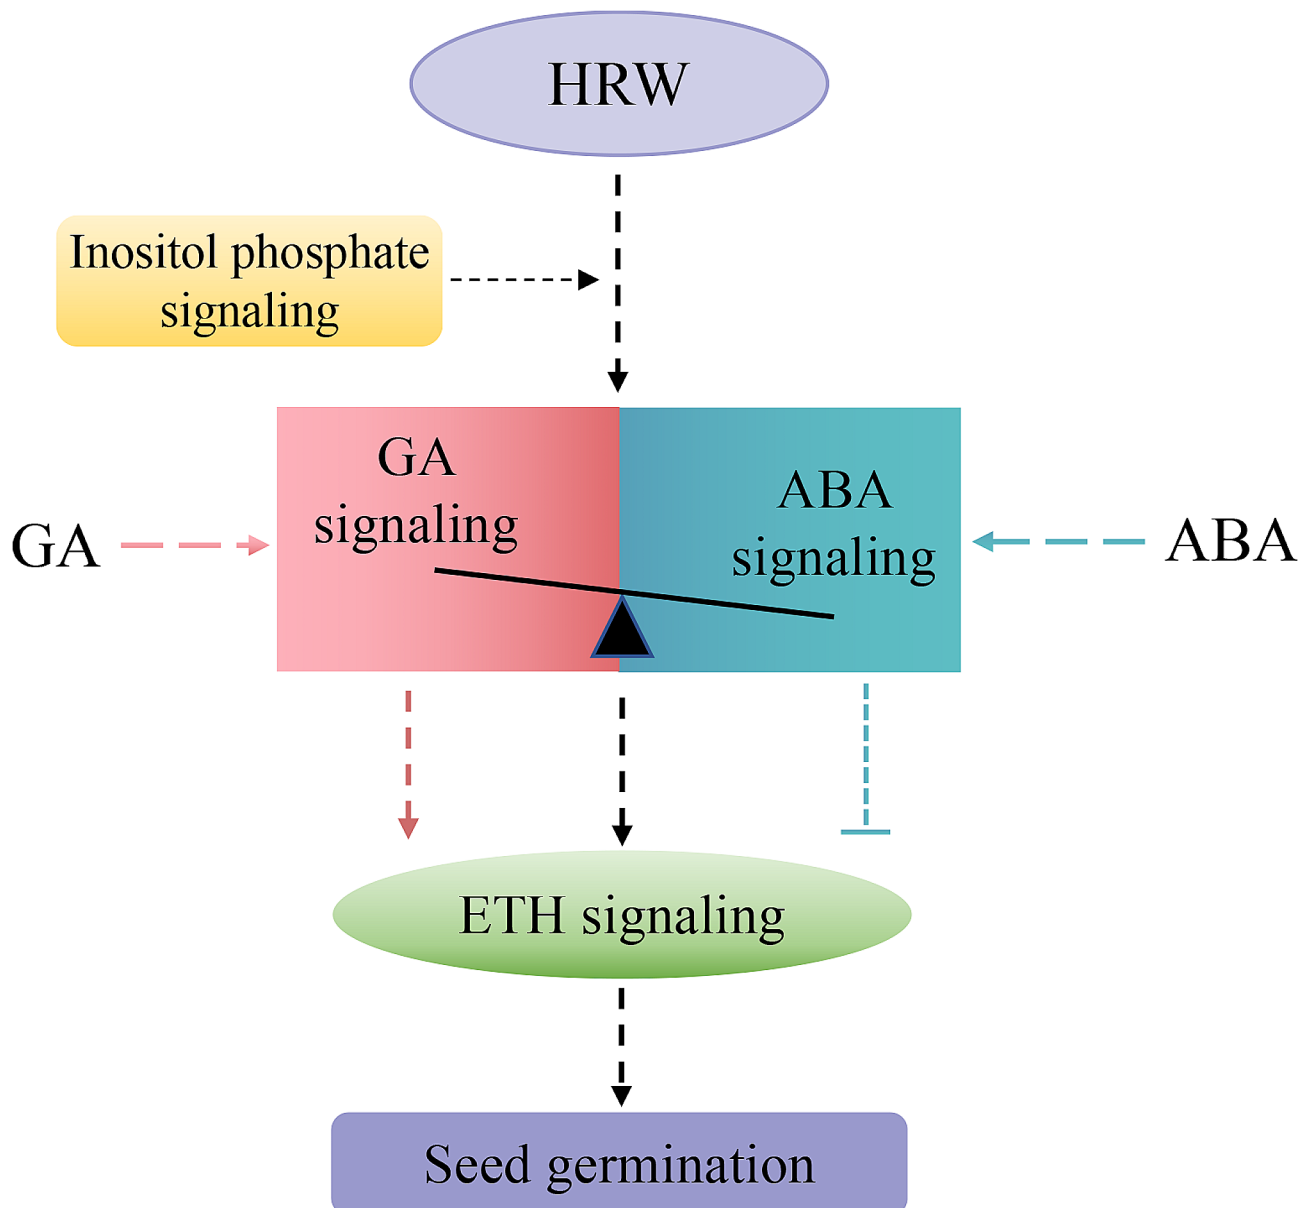 HRW
Inositol phosphate
signaling
GA
signaling
ABA
signaling
GA
ABA
ETH signaling
Seed germination